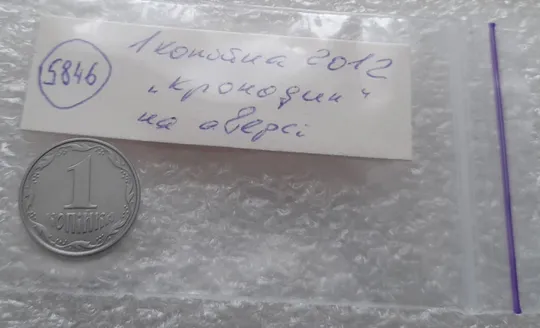 5846
1 копійка 2012
„крокодил“
на аверсі
1
КОПІЙКА